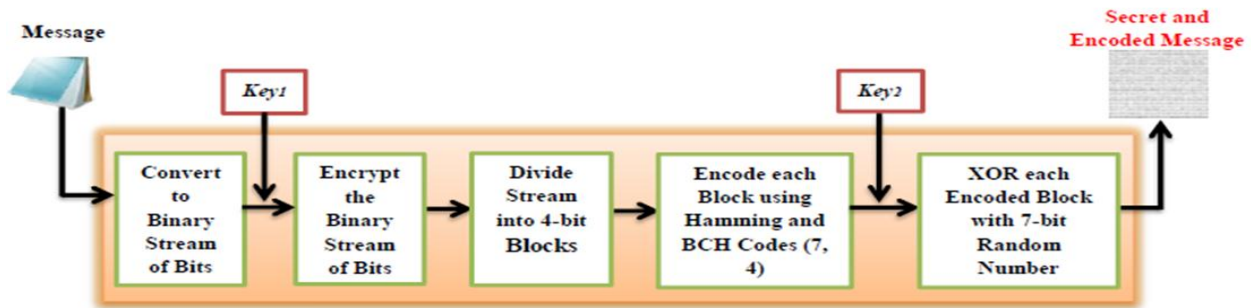 Message
Key1
Key2
Secret and
Encoded Message
Convert
to
Binary
Stream
of Bits
Encrypt
the
Binary
Stream
of Bits
Divide
Stream
into 4-bit
Blocks
Encode each
Block using
Hamming and
BCH Codes (7,
4)
XOR each
Encoded Block
with 7-bit
Random
Number